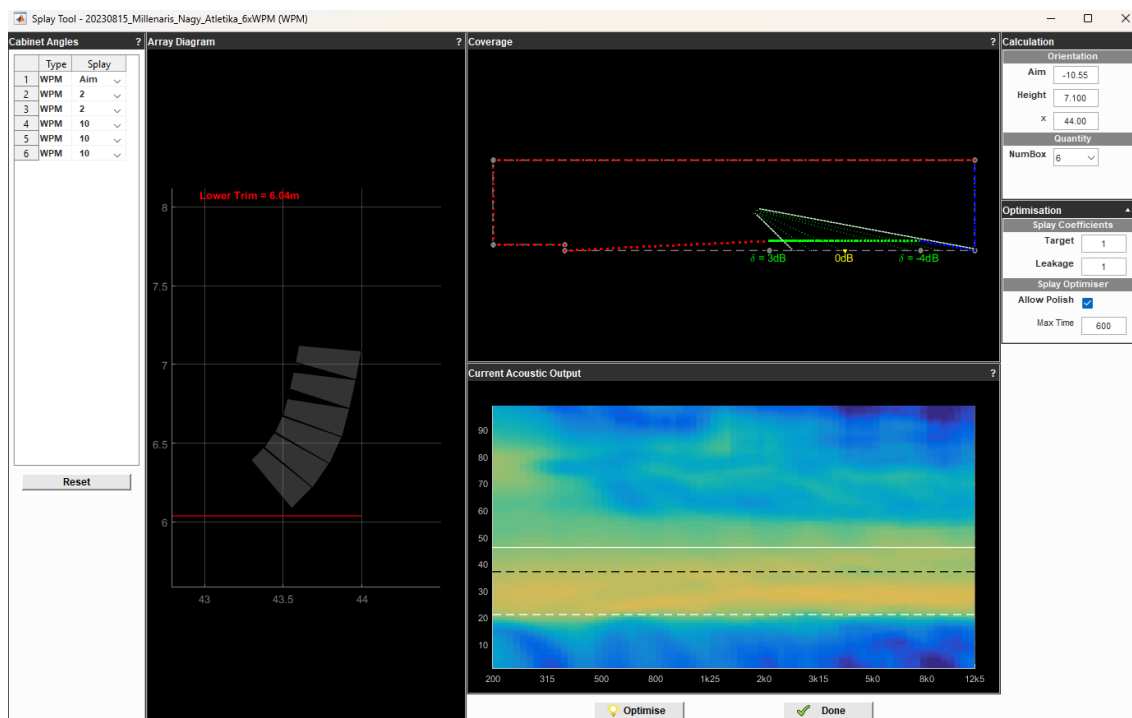 Splay Tool - 20230815_Millenaris_Nagy_Atletika_6xWPM (WPM)
Cabinet Angles ?
Type Splay
1 WPM Aim
2 WPM 2
3 WPM 2
4 WPM 10
5 WPM 10
6 WPM 10
Reset
Array Diagram ?
Lower Trim = 6.04m
8
7.5
7
6.5
6
43 43.5 44
Coverage ?
δ = 3dB 0dB δ = -4dB
Current Acoustic Output ?
90
80
70
60
50
40
30
20
10
200 315 500 800 1k25 2k0 3k15 5k0 8k0 12k5
Optimise Done
Calculation
Orientation
Aim -10.55
Height 7.100
x 44.00
Quantity
NumBox 6
Optimisation
Splay Coefficients
Target 1
Leakage 1
Splay Optimiser
Allow Polish
Max Time 600